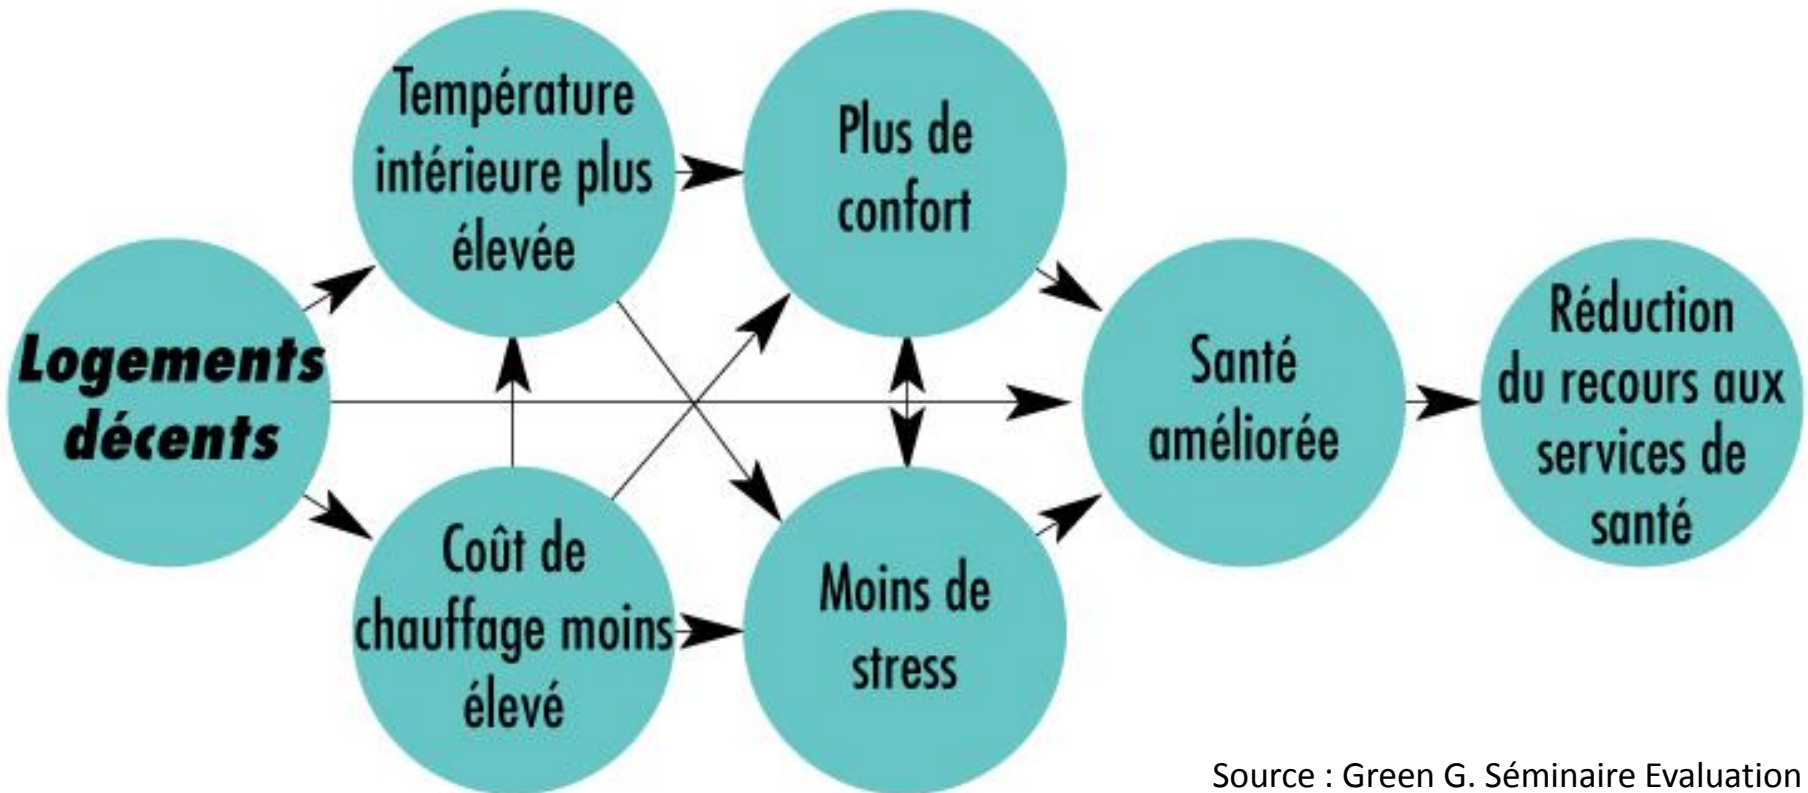 Logements
décents
Température
intérieure plus
élevée
Coût de
chauffage moins
élevé
Plus de
confort
Moins de
stress
Santé
améliorée
Réduction
du recours aux
services de
santé
Source : Green G. Séminaire Evaluation